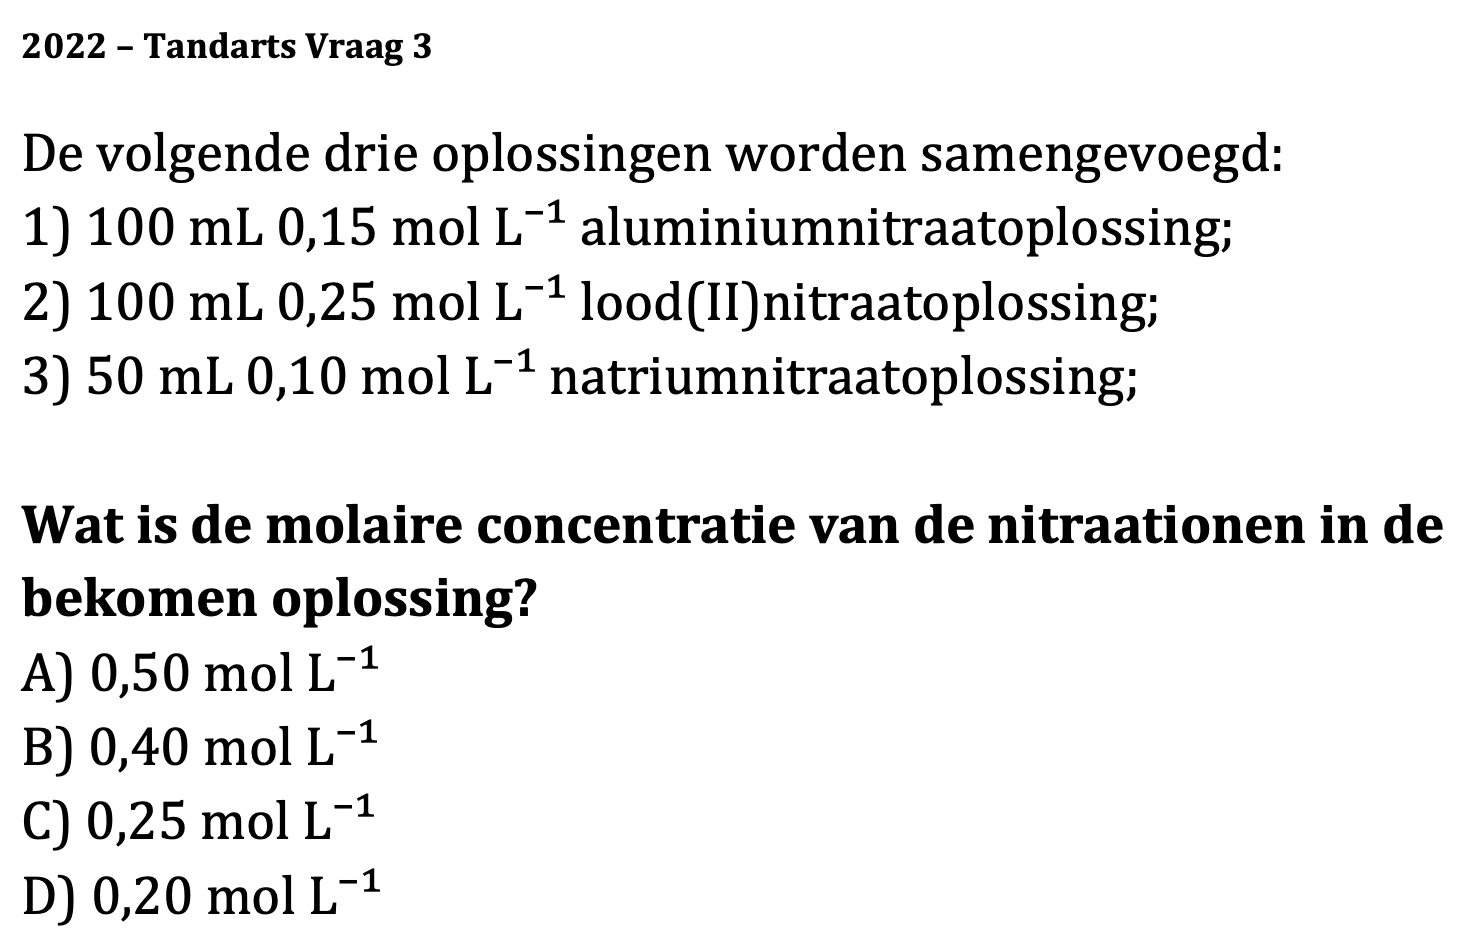 2022 – Tandarts Vraag 3
De volgende drie oplossingen worden samengevoegd:
1) 100 mL 0,15 mol L⁻¹ aluminiumnitraatoplossing;
2) 100 mL 0,25 mol L⁻¹ lood(II)nitraatoplossing;
3) 50 mL 0,10 mol L⁻¹ natriumnitraatoplossing;
Wat is de molaire concentratie van de nitraationen in de
bekomen oplossing?
A) 0,50 mol L⁻¹
B) 0,40 mol L⁻¹
C) 0,25 mol L⁻¹
D) 0,20 mol L⁻¹